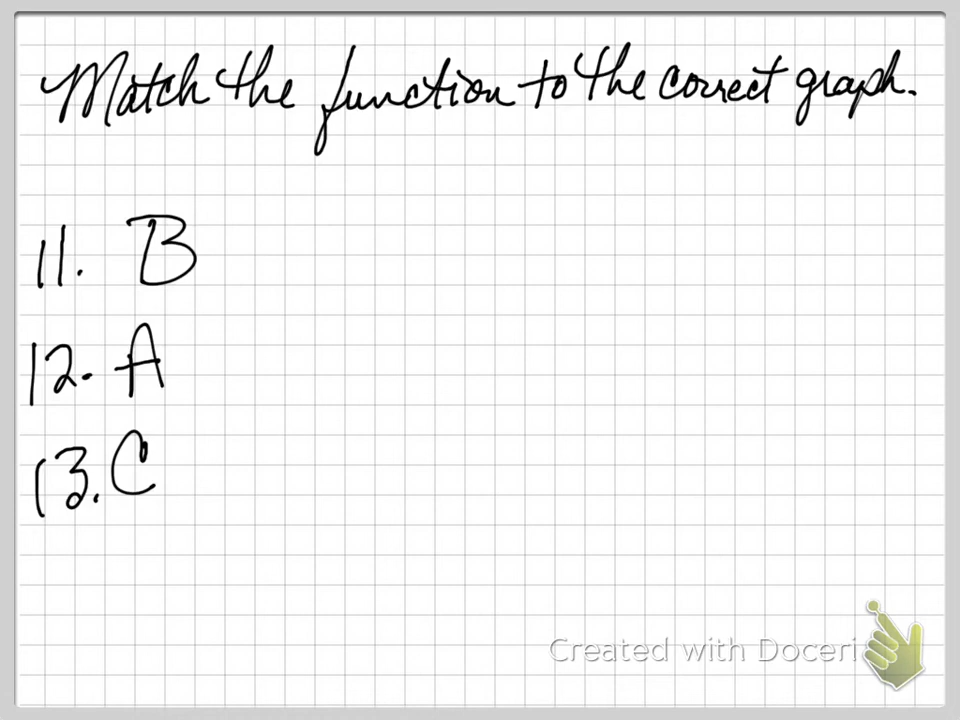 Match the function to the correct graph.
11. B
12. A
13. C
Created with Doceri